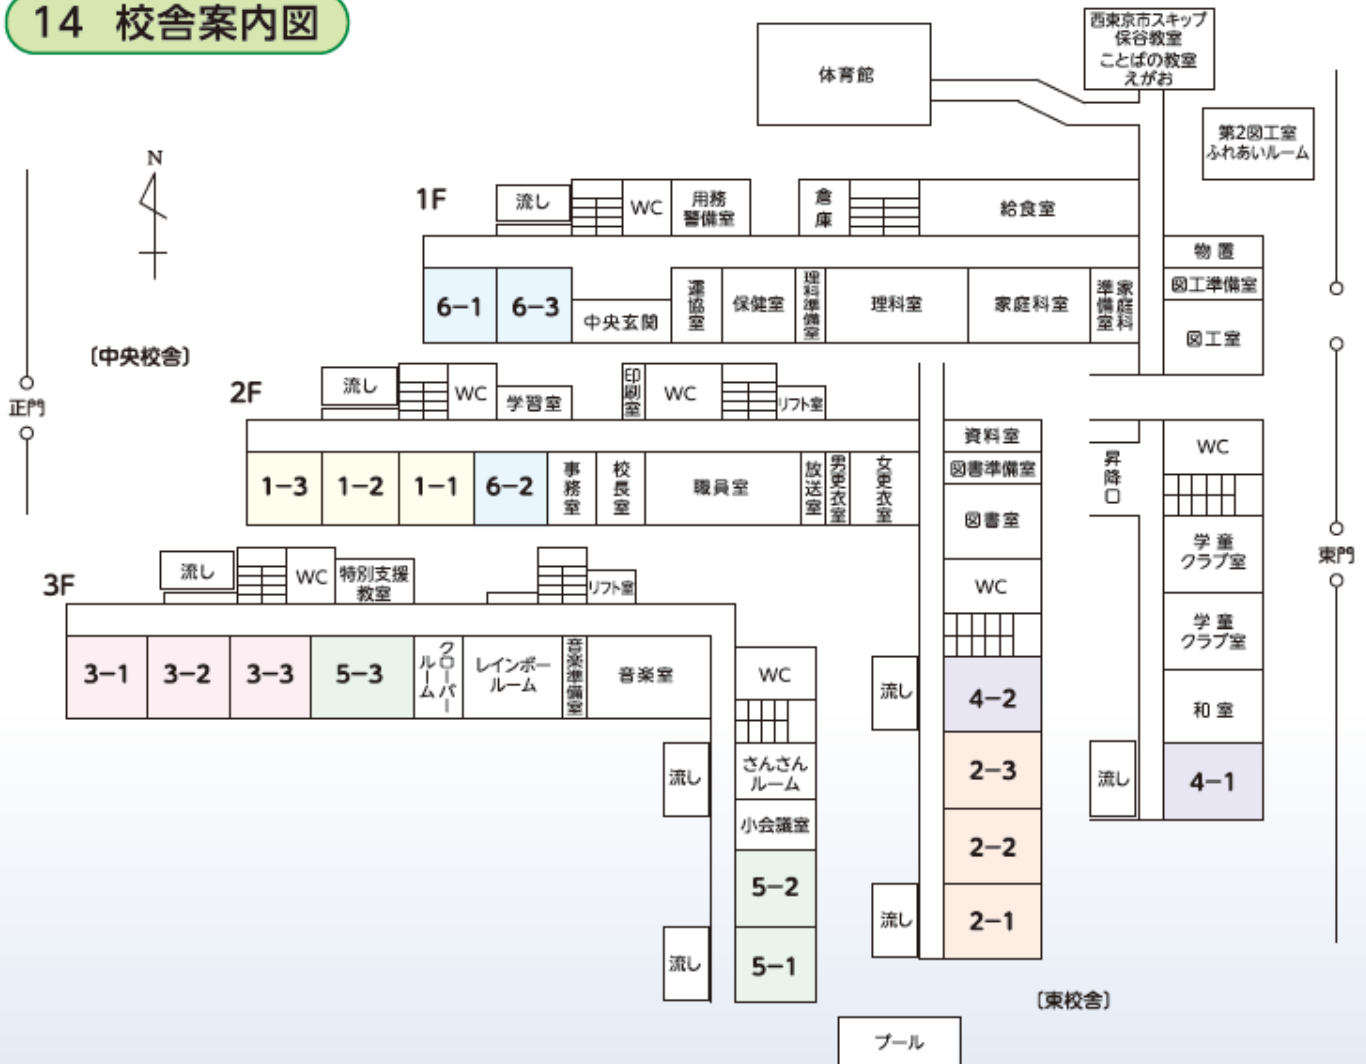 14 校舎案内図
西東京市スキップ
保谷教室
ことばの教室
えがお
体育館
第2図工室
ふれあいルーム
N
1F
流し
WC
用務
警備室
倉庫
給食室
物置
6-1
6-3
中央玄関
運協室
保健室
理科準備室
理科室
家庭科室
家庭科
準備室
図工準備室
図工室
〔中央校舎〕
正門
2F
流し
WC
学習室
印刷室
WC
リフト室
1-3
1-2
1-1
6-2
事務室
校長室
職員室
放送室
男更衣室
女更衣室
資料室
図書準備室
図書室
WC
4-2
流し
2-3
2-2
2-1
流し
昇降口
WC
学童
クラブ室
学童
クラブ室
和室
4-1
流し
東門
3F
流し
WC
特別支援
教室
リフト室
3-1
3-2
3-3
5-3
クローバー
ルーム
レインボー
ルーム
音楽準備室
音楽室
WC
さんさん
ルーム
流し
小会議室
5-2
5-1
流し
〔東校舎〕
プール